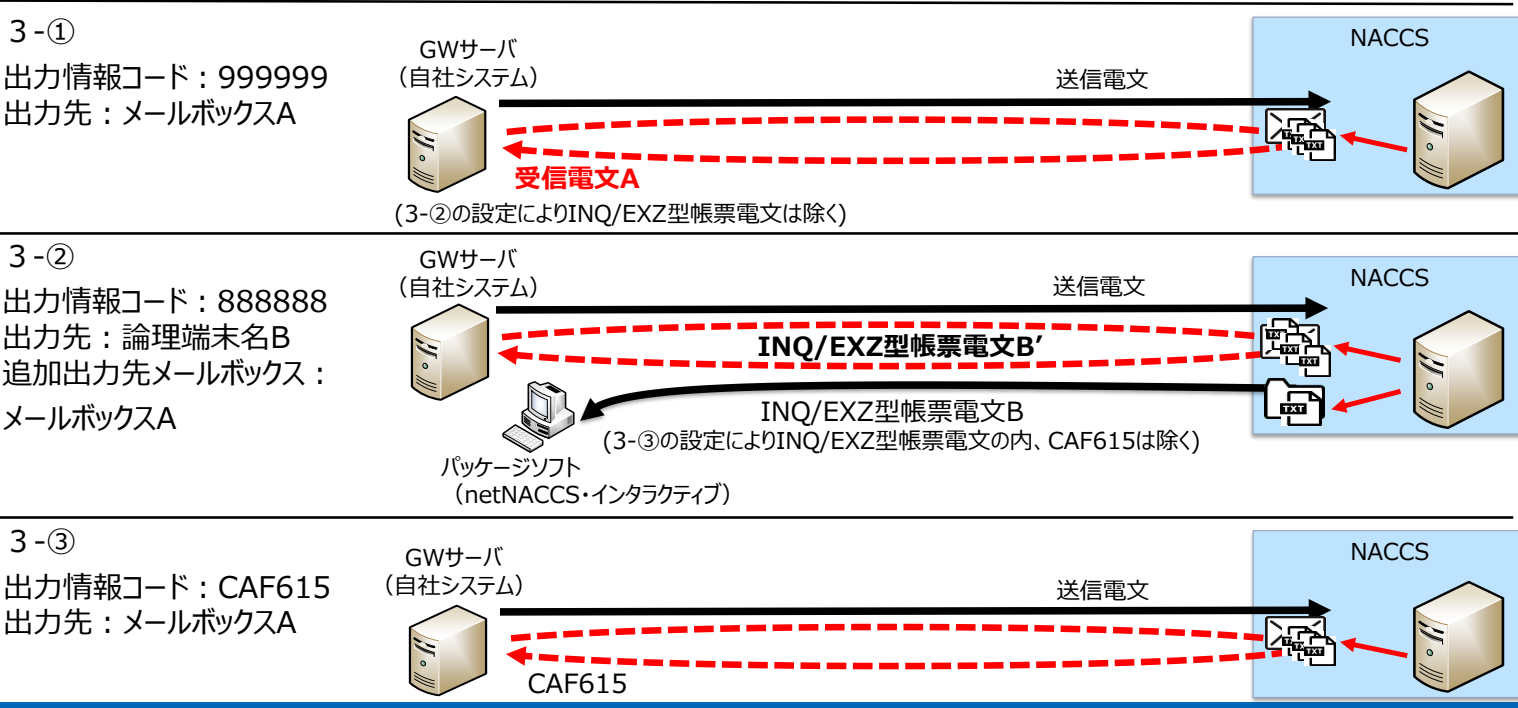 3-①
出力情報コード：999999
出力先：メールボックスA
GWサーバ
（自社システム）
送信電文
NACCS
受信電文A
(3-②の設定によりINQ/EXZ型帳票電文は除く)
TXT
3-②
出力情報コード：888888
出力先：論理端末名B
追加出力先メールボックス：
メールボックスA
GWサーバ
（自社システム）
送信電文
NACCS
INQ/EXZ型帳票電文B′
TXT
TXT
INQ/EXZ型帳票電文B
(3-③の設定によりINQ/EXZ型帳票電文の内、CAF615は除く)
TXT
パッケージソフト
（netNACCS・インタラクティブ）
3-③
出力情報コード：CAF615
出力先：メールボックスA
GWサーバ
（自社システム）
送信電文
NACCS
TXT
CAF615